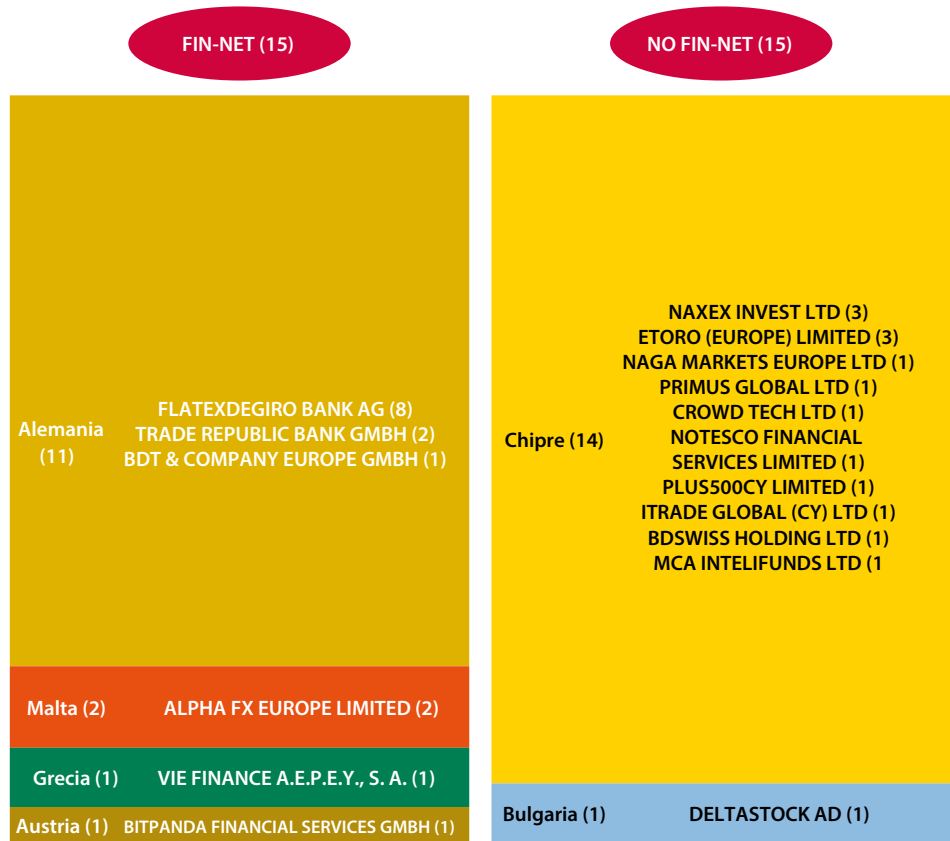 FIN-NET (15)
NO FIN-NET (15)
Alemania
(11)
FLATEXDEGIRO BANK AG (8)
TRADE REPUBLIC BANK GMBH (2)
BDT & COMPANY EUROPE GMBH (1)
Malta (2)
ALPHA FX EUROPE LIMITED (2)
Grecia (1)
VIE FINANCE A.E.P.E.Y., S. A. (1)
Austria (1)
BITPANDA FINANCIAL SERVICES GMBH (1)
Chipre (14)
NAXEX INVEST LTD (3)
ETORO (EUROPE) LIMITED (3)
NAGA MARKETS EUROPE LTD (1)
PRIMUS GLOBAL LTD (1)
CROWD TECH LTD (1)
NOTESCO FINANCIAL
SERVICES LIMITED (1)
PLUS500CY LIMITED (1)
ITRADE GLOBAL (CY) LTD (1)
BDSWISS HOLDING LTD (1)
MCA INTELIFUNDS LTD (1
Bulgaria (1)
DELTASTOCK AD (1)